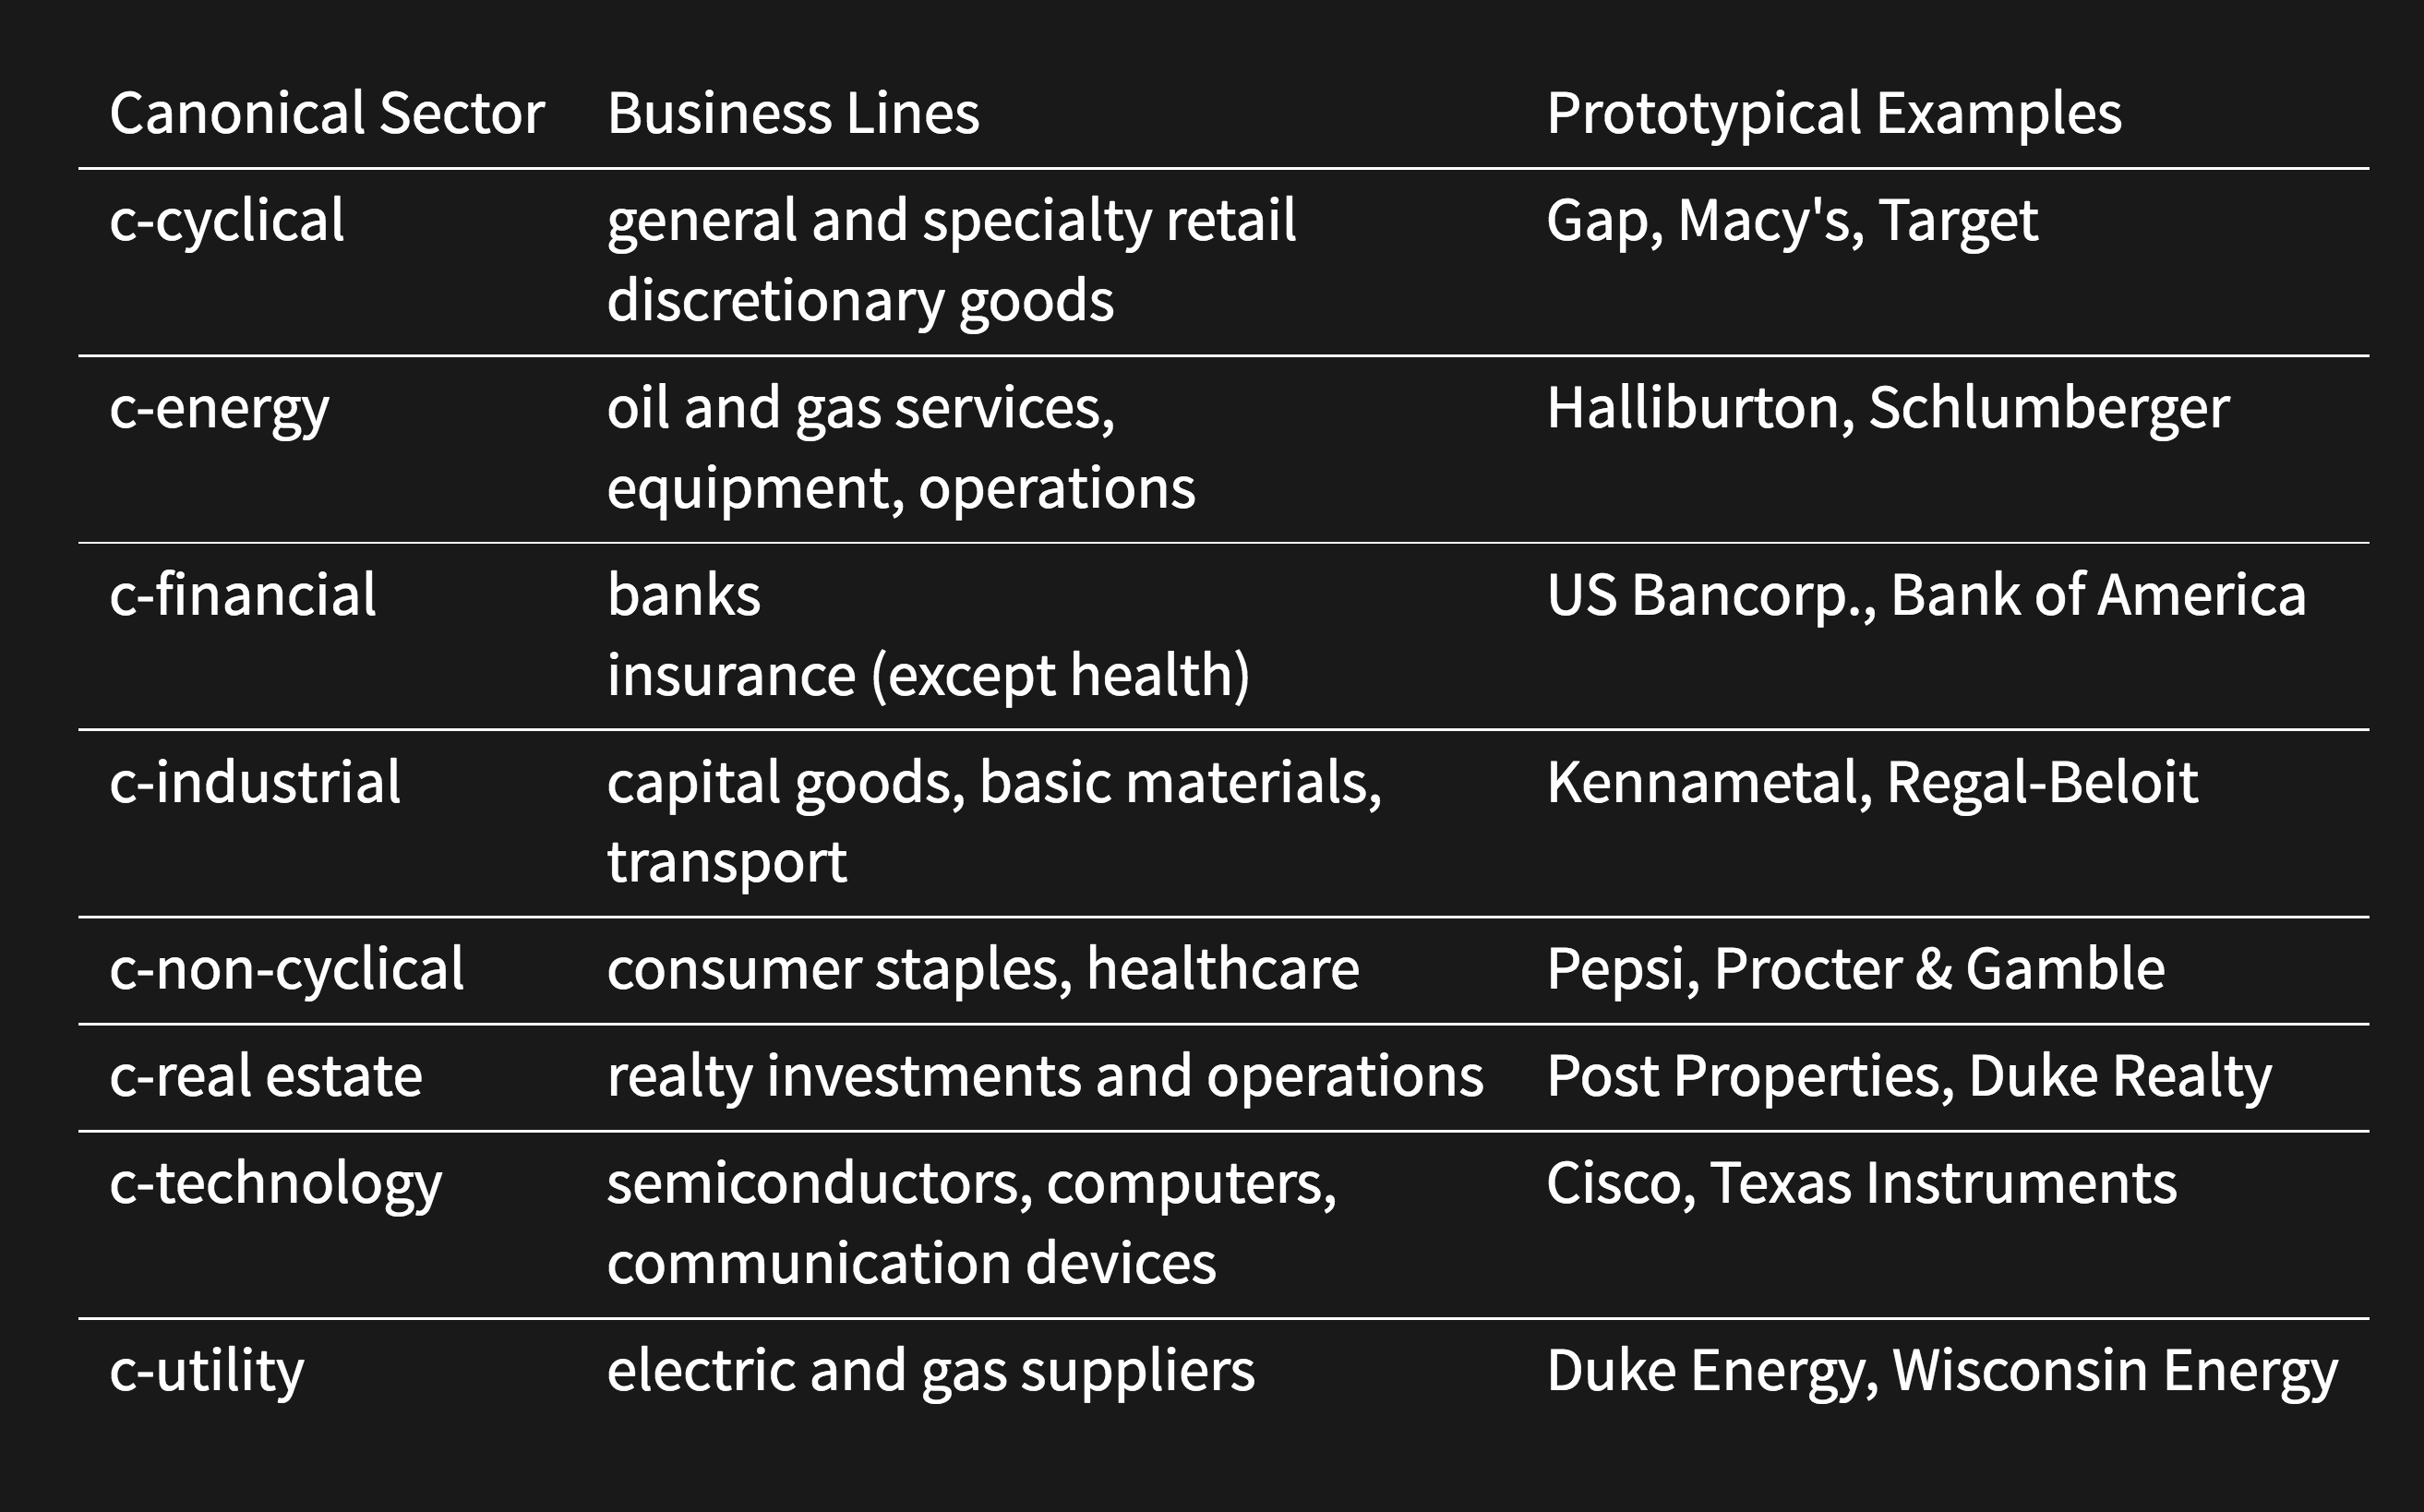 Canonical Sector Business Lines Prototypical Examples
c-cyclical general and specialty retail Gap, Macy's, Target
discretionary goods
c-energy oil and gas services, Halliburton, Schlumberger
equipment, operations
c-financial banks US Bancorp., Bank of America
insurance (except health)
c-industrial capital goods, basic materials, Kennametal, Regal-Beloit
transport
c-non-cyclical consumer staples, healthcare Pepsi, Procter & Gamble
c-real estate realty investments and operations Post Properties, Duke Realty
c-technology semiconductors, computers, Cisco, Texas Instruments
communication devices
c-utility electric and gas suppliers Duke Energy, Wisconsin Energy